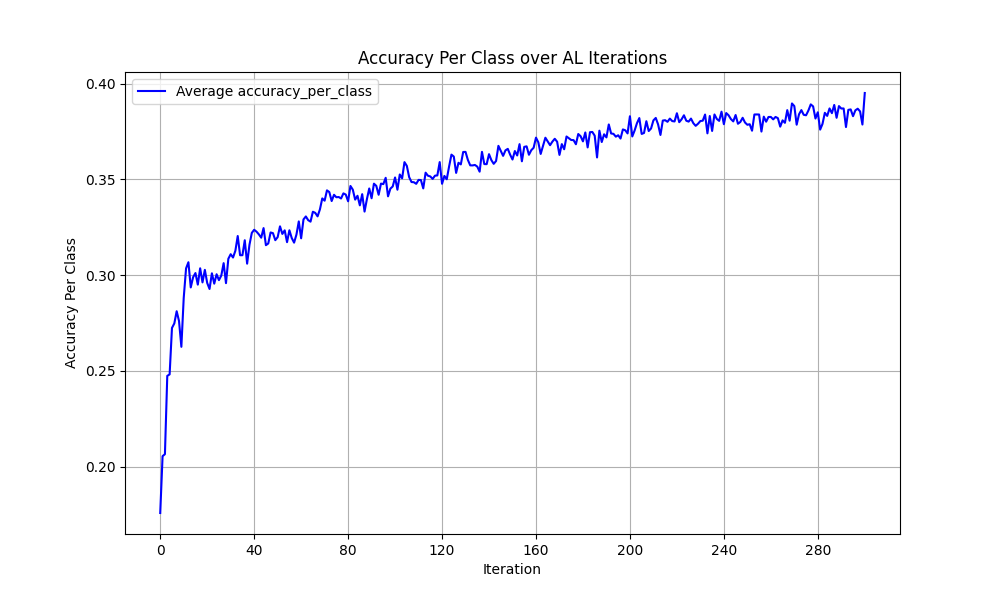 Accuracy Per Class over AL Iterations
Average accuracy_per_class
Accuracy Per Class
0.40
0.35
0.30
0.25
0.20
0 40 80 120 160 200 240 280
Iteration